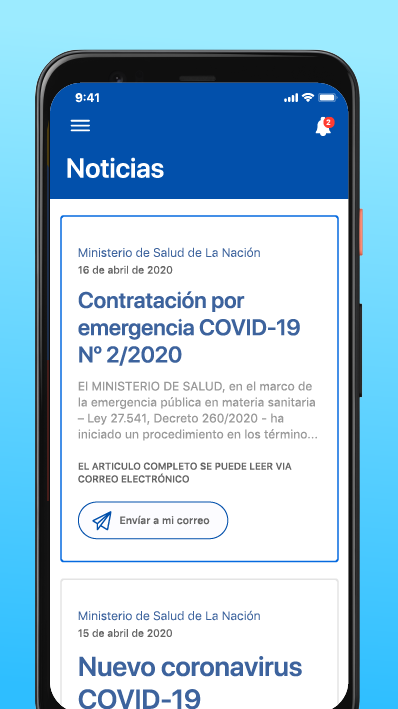 9:41
2
Noticias
Ministerio de Salud de La Nación
16 de abril de 2020
Contratación por
emergencia COVID-19
Nº 2/2020
El MINISTERIO DE SALUD, en el marco de
la emergencia pública en materia sanitaria
– Ley 27.541, Decreto 260/2020 - ha
iniciado un procedimiento en los término...
EL ARTICULO COMPLETO SE PUEDE LEER VIA
CORREO ELECTRÓNICO
Envíar a mi correo
Ministerio de Salud de La Nación
15 de abril de 2020
Nuevo coronavirus
COVID-19